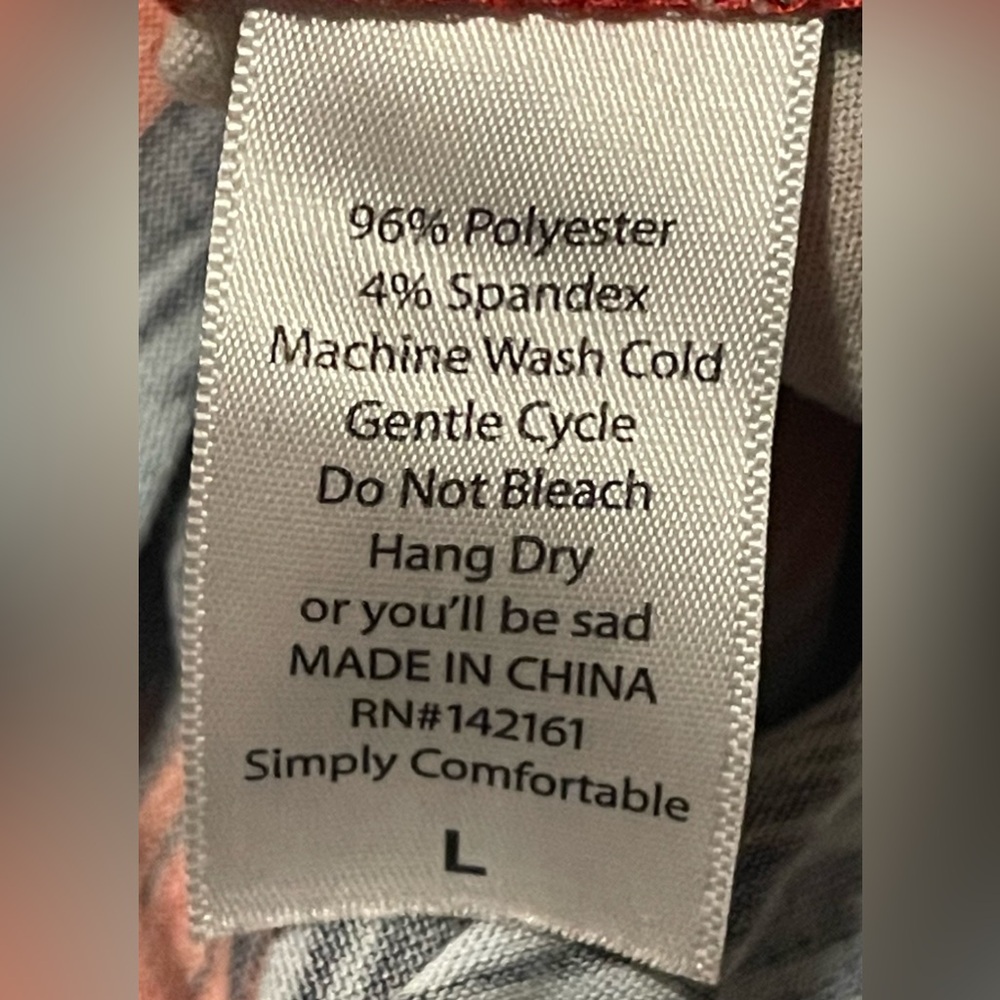 96% Polyester
4% Spandex
Machine Wash Cold
Gentle Cycle
Do Not Bleach
Hang Dry
or you'll be sad
MADE IN CHINA
RN#142161
Simply Comfortable
L